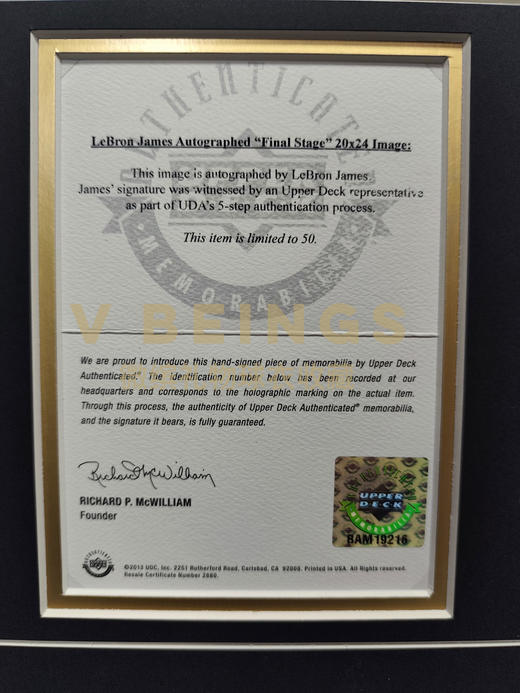 AUTHENTICATED
LeBron James Autographed “Final Stage” 20x24 Image:
This image is autographed by LeBron James.
James’ signature was witnessed by an Upper Deck representative
as part of UDA’s 5-step authentication process.
This item is limited to 50.
MEMORABILIA
V BEINGS
We are proud to introduce this hand-signed piece of memorabilia by Upper Deck
Authenticated.® The identification number below has been recorded at our
headquarters and corresponds to the holographic marking on the actual item.
Through this process, the authenticity of Upper Deck Authenticated® memorabilia,
and the signature it bears, is fully guaranteed.
Richard P. McWilliam
RICHARD P. McWILLIAM
Founder
UPPER
DECK
MEMORABILIA
BAM19216
©2013 UDC, Inc. 2251 Rutherford Road, Carlsbad, CA 92008. Printed in USA. All Rights reserved.
Resale Certificate Number 2880.